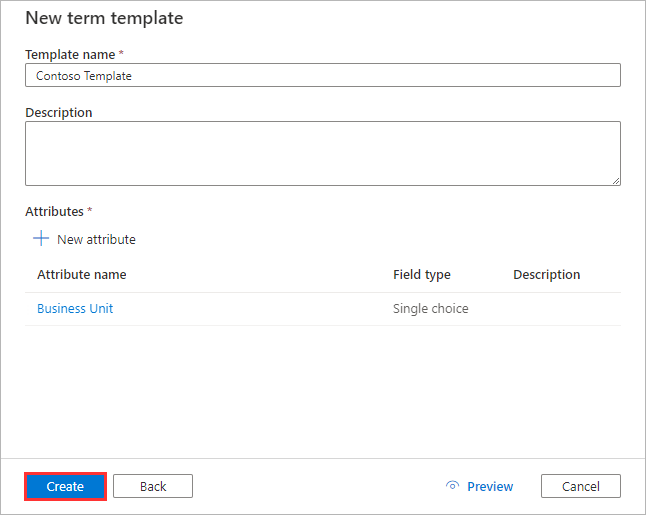 New term template
Template name *
Contoso Template
Description
Attributes *
New attribute
Attribute name Field type Description
Business Unit Single choice
Create Back Preview Cancel